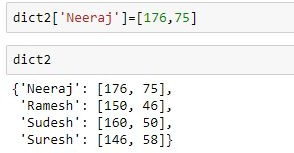 dict2['Neeraj']=[176,75]
dict2
{'Neeraj': [176, 75],
 'Ramesh': [150, 46],
 'Sudesh': [160, 50],
 'Suresh': [146, 58]}